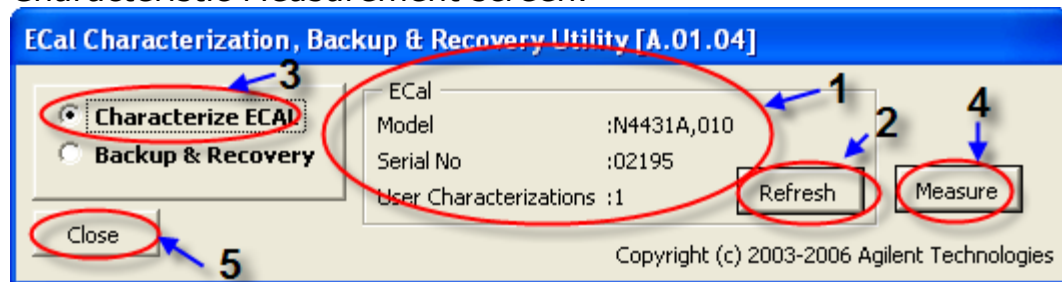 Characteristic Measurement screen.
ECal Characterization, Backup & Recovery Utility [A.01.04]
3
Characterize ECAL
Backup & Recovery
ECal
Model :N4431A,010
Serial No :02195
User Characterizations :1
1
2
Refresh
4
Measure
Close
5
Copyright (c) 2003-2006 Agilent Technologies